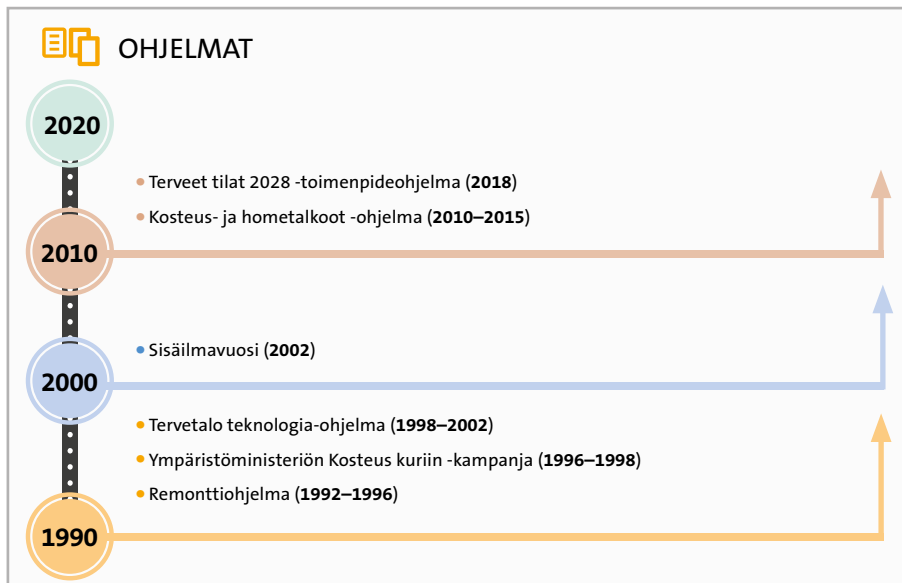 OHJELMAT
2020
• Terveet tilat 2028 -toimenpideohjelma (2018)
• Kosteus- ja hometalkoot -ohjelma (2010–2015)
2010
• Sisäilmavuosi (2002)
2000
• Tervetalo teknologia-ohjelma (1998–2002)
• Ympäristöministeriön Kosteus kuriin -kampanja (1996–1998)
• Remonttiohjelma (1992–1996)
1990